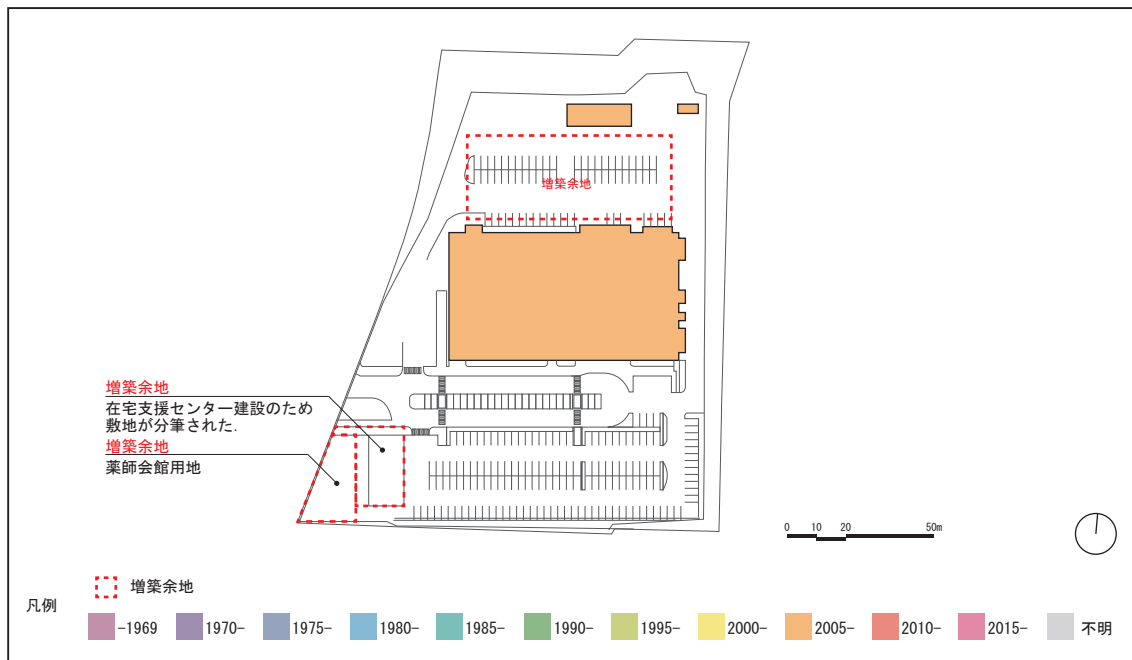 増築余地
増築余地
在宅支援センター建設のため
敷地が分筆された.
増築余地
薬師会館用地
0 10 20 50m
増築余地
凡例
-1969 1970- 1975- 1980- 1985- 1990- 1995- 2000- 2005- 2010- 2015- 不明